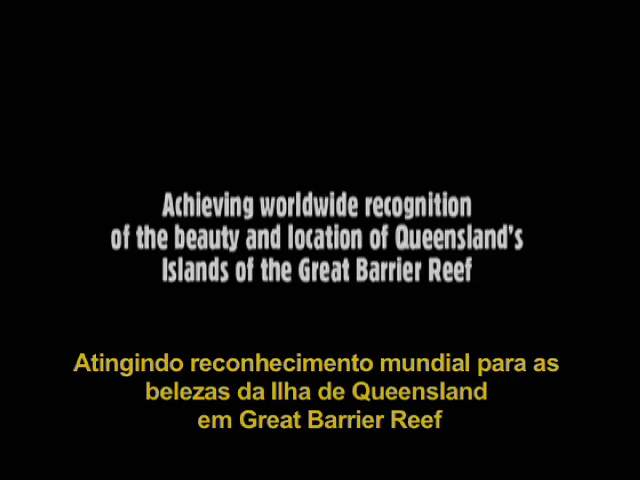 Achieving worldwide recognition
of the beauty and location of Queensland's
Islands of the Great Barrier Reef
Atingindo reconhecimento mundial para as
belezas da Ilha de Queensland
em Great Barrier Reef